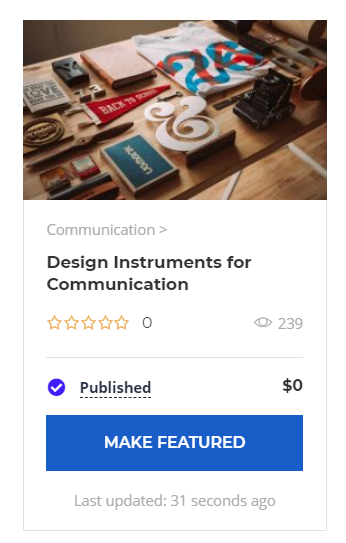 BACK TO SCHOOL
&
Communication >
Design Instruments for
Communication
0
239
Published
$0
MAKE FEATURED
Last updated: 31 seconds ago